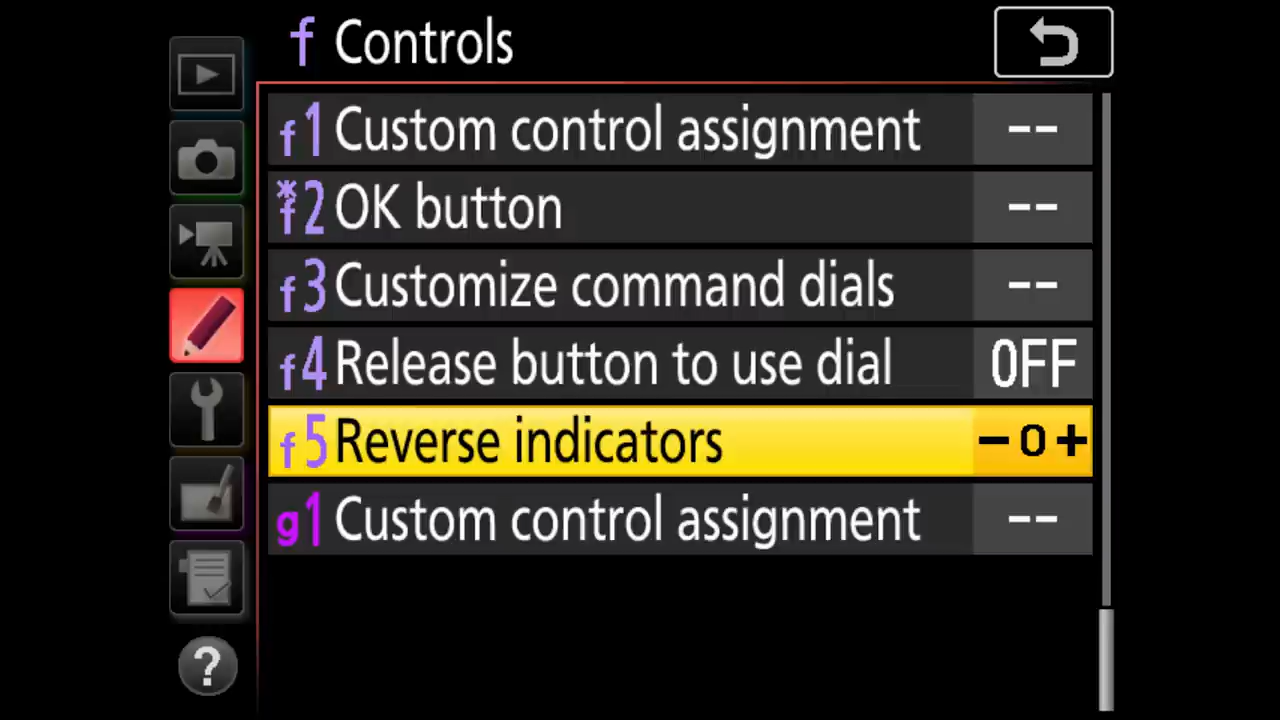 f Controls
f1 Custom control assignment --
*f2 OK button --
f3 Customize command dials --
f4 Release button to use dial OFF
f5 Reverse indicators -0+
g1 Custom control assignment --
?